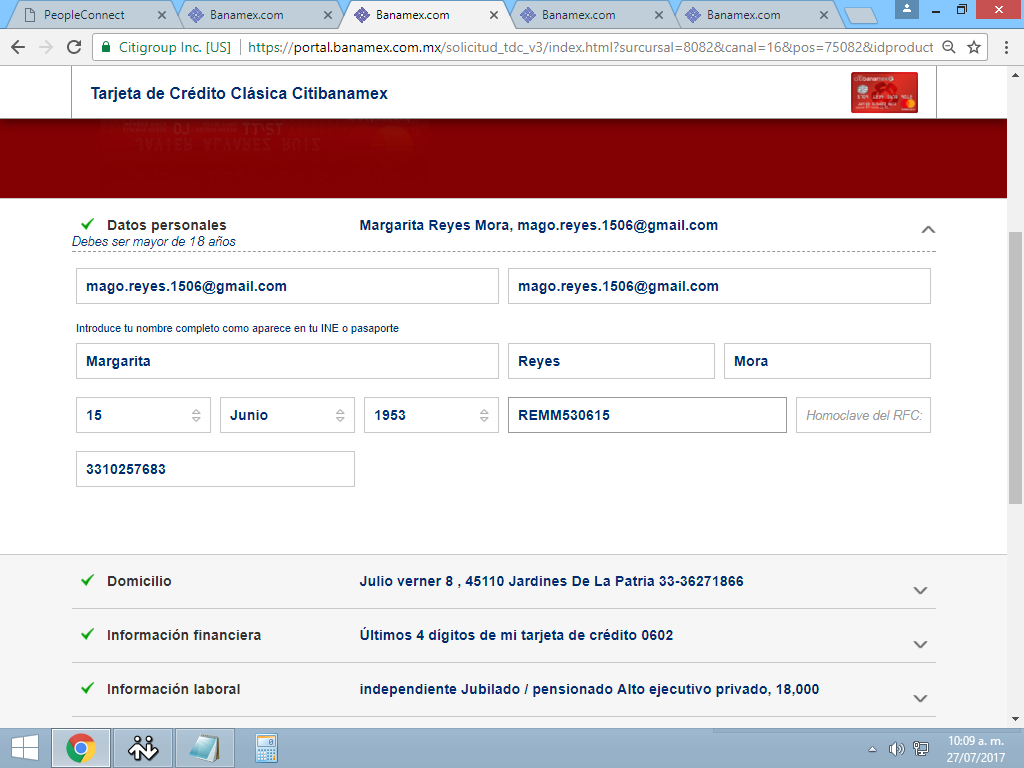 PeopleConnect
Banamex.com
Banamex.com
Banamex.com
Banamex.com
Citigroup Inc. [US]
https://portal.banamex.com.mx/solicitud_tdc_v3/index.html?surcursal=8082&canal=16&pos=75082&idproduct
Tarjeta de Crédito Clásica Citibanamex
Datos personales
Margarita Reyes Mora, mago.reyes.1506@gmail.com
Debes ser mayor de 18 años
mago.reyes.1506@gmail.com
mago.reyes.1506@gmail.com
Introduce tu nombre completo como aparece en tu INE o pasaporte
Margarita
Reyes
Mora
15
Junio
1953
REMM530615
Homoclave del RFC:
3310257683
Domicilio
Julio verner 8 , 45110 Jardines De La Patria 33-36271866
Información financiera
Últimos 4 dígitos de mi tarjeta de crédito 0602
Información laboral
independiente Jubilado / pensionado Alto ejecutivo privado, 18,000
10:09 a. m.
27/07/2017